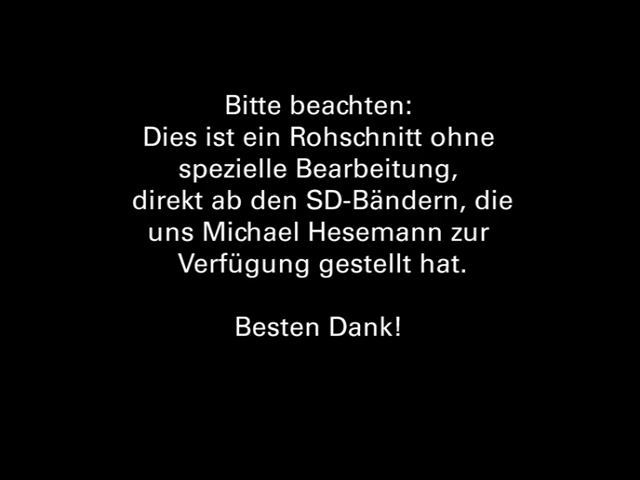 Bitte beachten:
Dies ist ein Rohschnitt ohne
spezielle Bearbeitung,
direkt ab den SD-Bändern, die
uns Michael Hesemann zur
Verfügung gestellt hat.
Besten Dank!